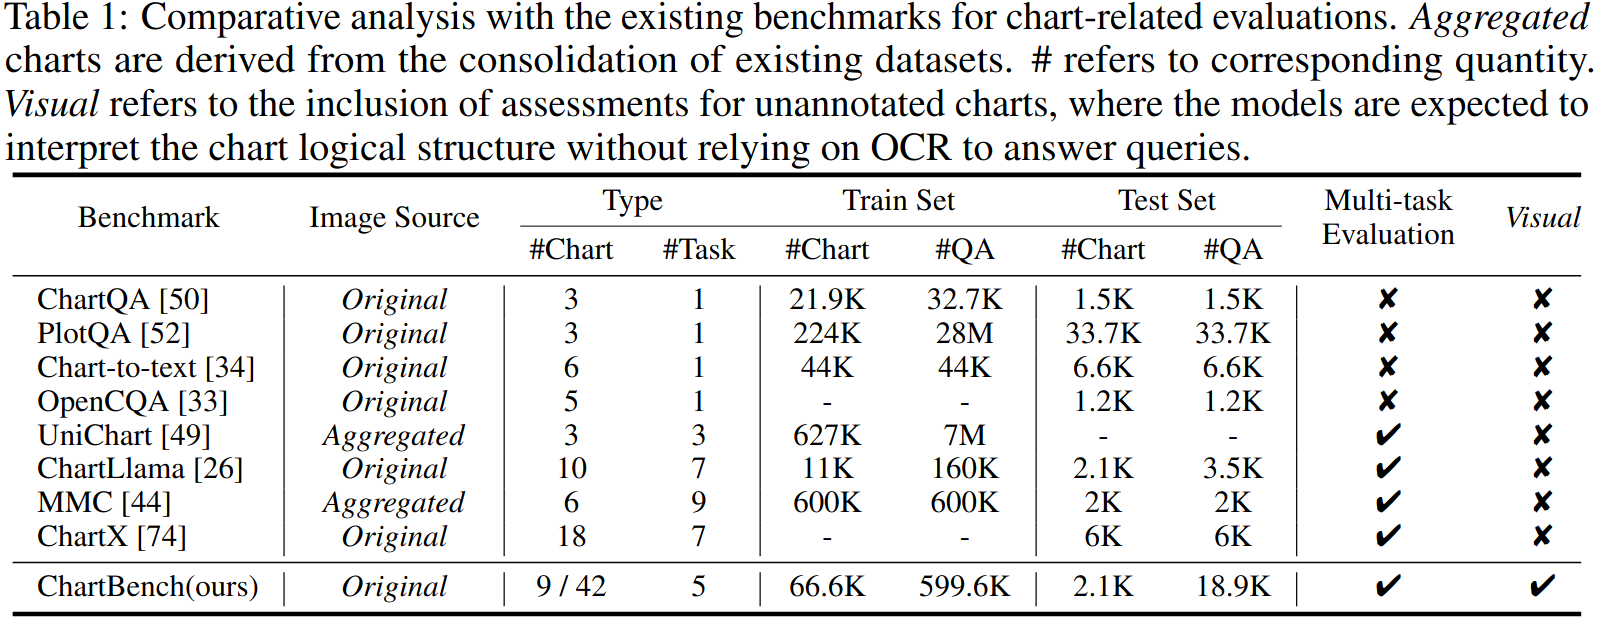 Table 1: Comparative analysis with the existing benchmarks for chart-related evaluations. Aggregated
charts are derived from the consolidation of existing datasets. # refers to corresponding quantity.
Visual refers to the inclusion of assessments for unannotated charts, where the models are expected to
interpret the chart logical structure without relying on OCR to answer queries.
Benchmark Image Source Type Train Set Test Set Multi-task Evaluation Visual
#Chart #Task #Chart #QA #Chart #QA
ChartQA [50] Original 3 1 21.9K 32.7K 1.5K 1.5K ✘ ✘
PlotQA [52] Original 3 1 224K 28M 33.7K 33.7K ✘ ✘
Chart-to-text [34] Original 6 1 44K 44K 6.6K 6.6K ✘ ✘
OpenCQA [33] Original 5 1 - - 1.2K 1.2K ✘ ✘
UniChart [49] Aggregated 3 3 627K 7M - - ✔ ✘
ChartLlama [26] Original 10 7 11K 160K 2.1K 3.5K ✔ ✘
MMC [44] Aggregated 6 9 600K 600K 2K 2K ✔ ✘
ChartX [74] Original 18 7 - - 6K 6K ✔ ✘
ChartBench(ours) Original 9 / 42 5 66.6K 599.6K 2.1K 18.9K ✔ ✔